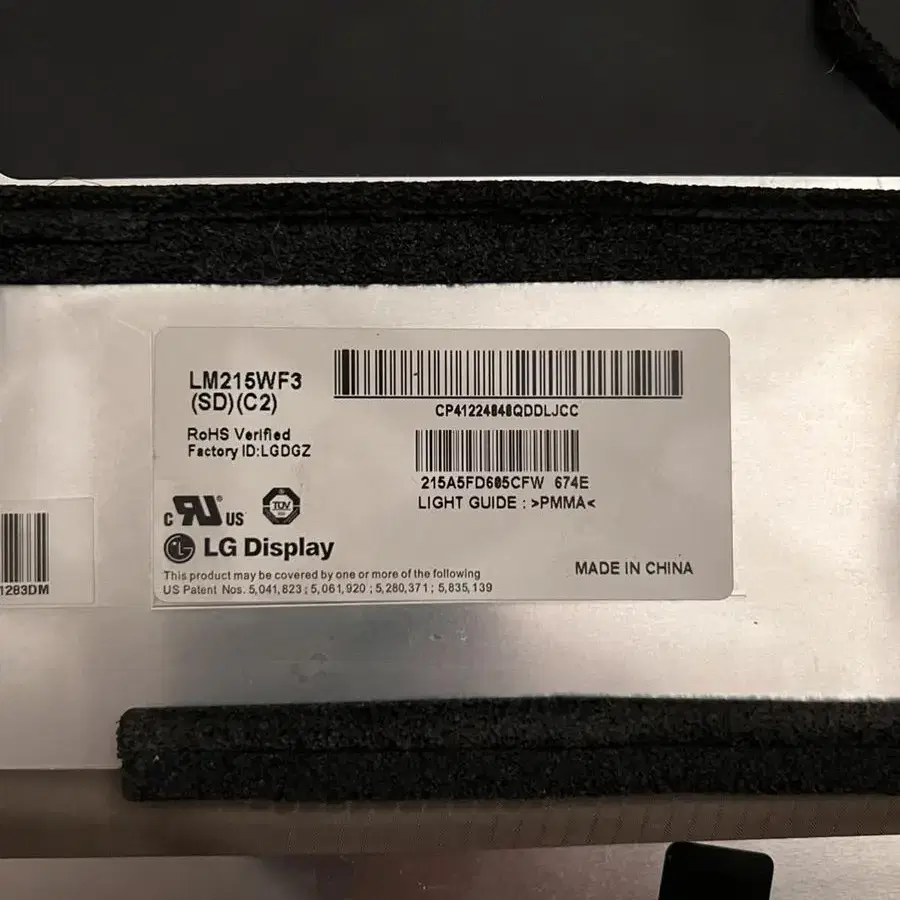 LM215WF3
(SD)(C2)
CP41224848QDDLJCC
RoHS Verified
Factory ID:LGDGZ
215A5FD605CFW 674E
LIGHT GUIDE : >PMMA<
c RU® US
TÜV
LG Display
MADE IN CHINA
This product may be covered by one or more of the following
US Patent Nos. 5,041,823 ; 5,061,920 ; 5,280,371 ; 5,835,139
1283DM